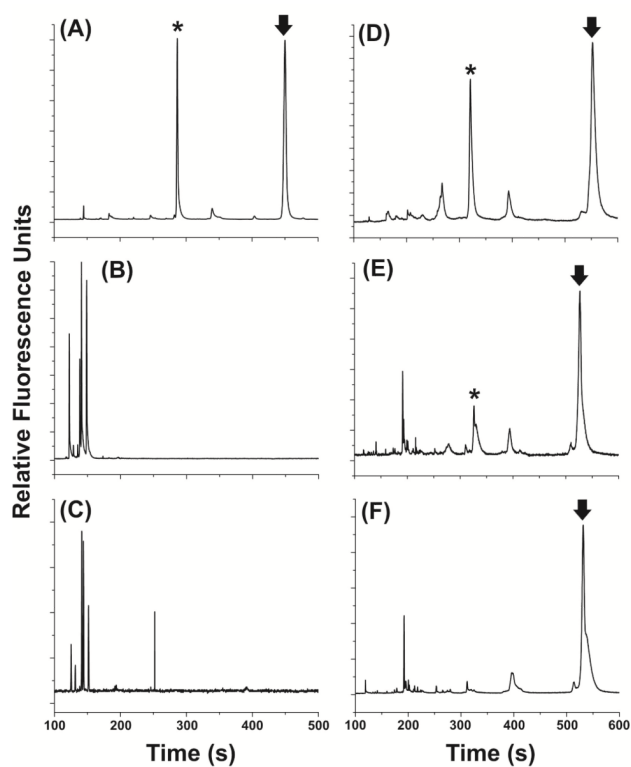 (A)
*
(D)
*
(B)
(E)
*
(C)
(F)
Relative Fluorescence Units
100 200 300 400 500
100 200 300 400 500 600
Time (s)
Time (s)